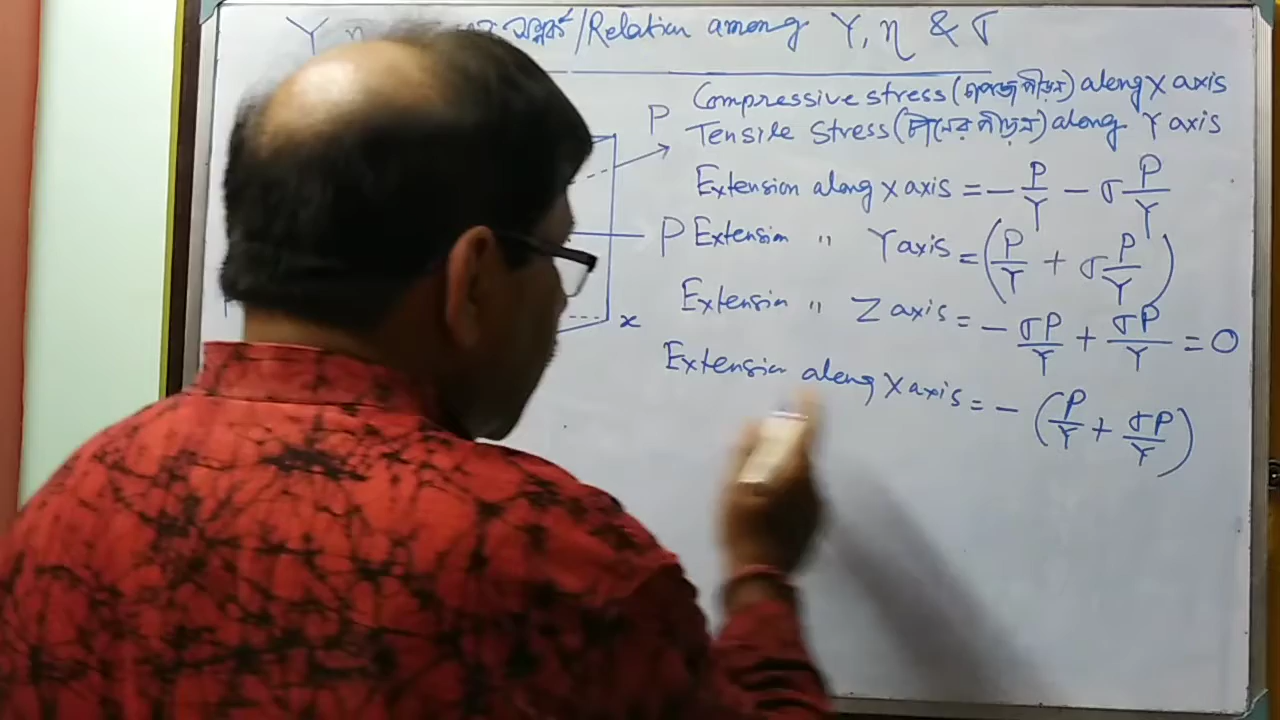 Y η সম্পর্ক/Relation among Y, η & σ
Compressive stress (সংনমন পীড়ন) along X axis
P Tensile Stress (টানের পীড়ন) along Y axis
Extension along x axis = - P/Y - σ P/Y
P Extension " Y axis = (P/Y + σ P/Y)
Extension " Z axis = - σP/Y + σP/Y = 0
x
Extension along X axis = - (P/Y + σP/Y)